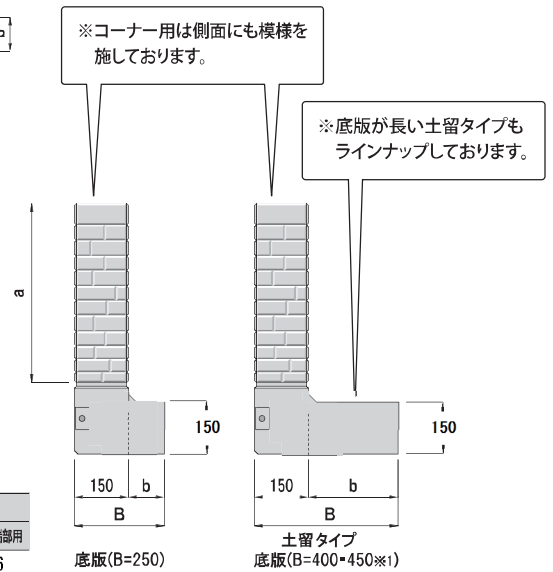 ※コーナー用は側面にも模様を
施しております。
※底版が長い土留タイプも
ラインナップしております。
a
150
150
150
b
150
b
B
B
部用
土留タイプ
底版(B=250)
底版(B=400・450※1)